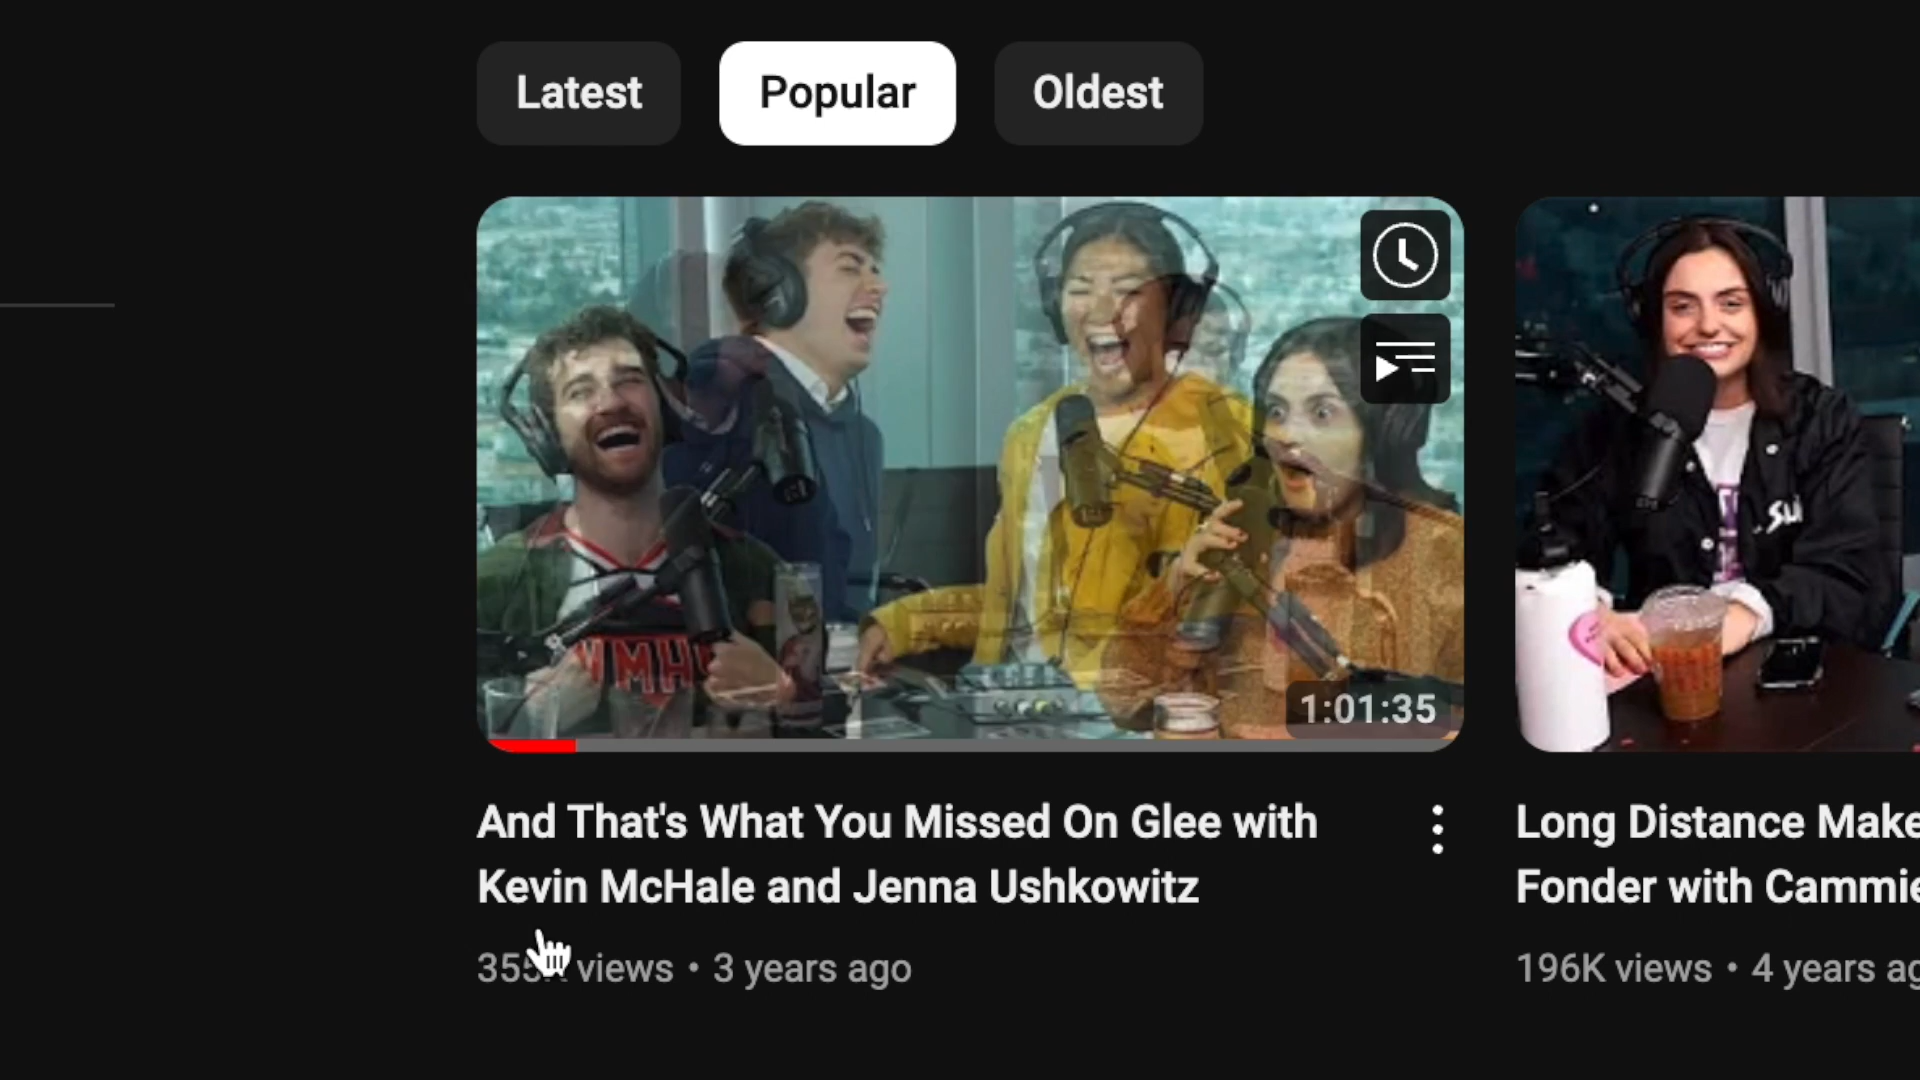 Latest Popular Oldest
1:01:35
And That's What You Missed On Glee with
Kevin McHale and Jenna Ushkowitz
views • 3 years ago
Long Distance Make
Fonder with Cammie
196K views • 4 years ag